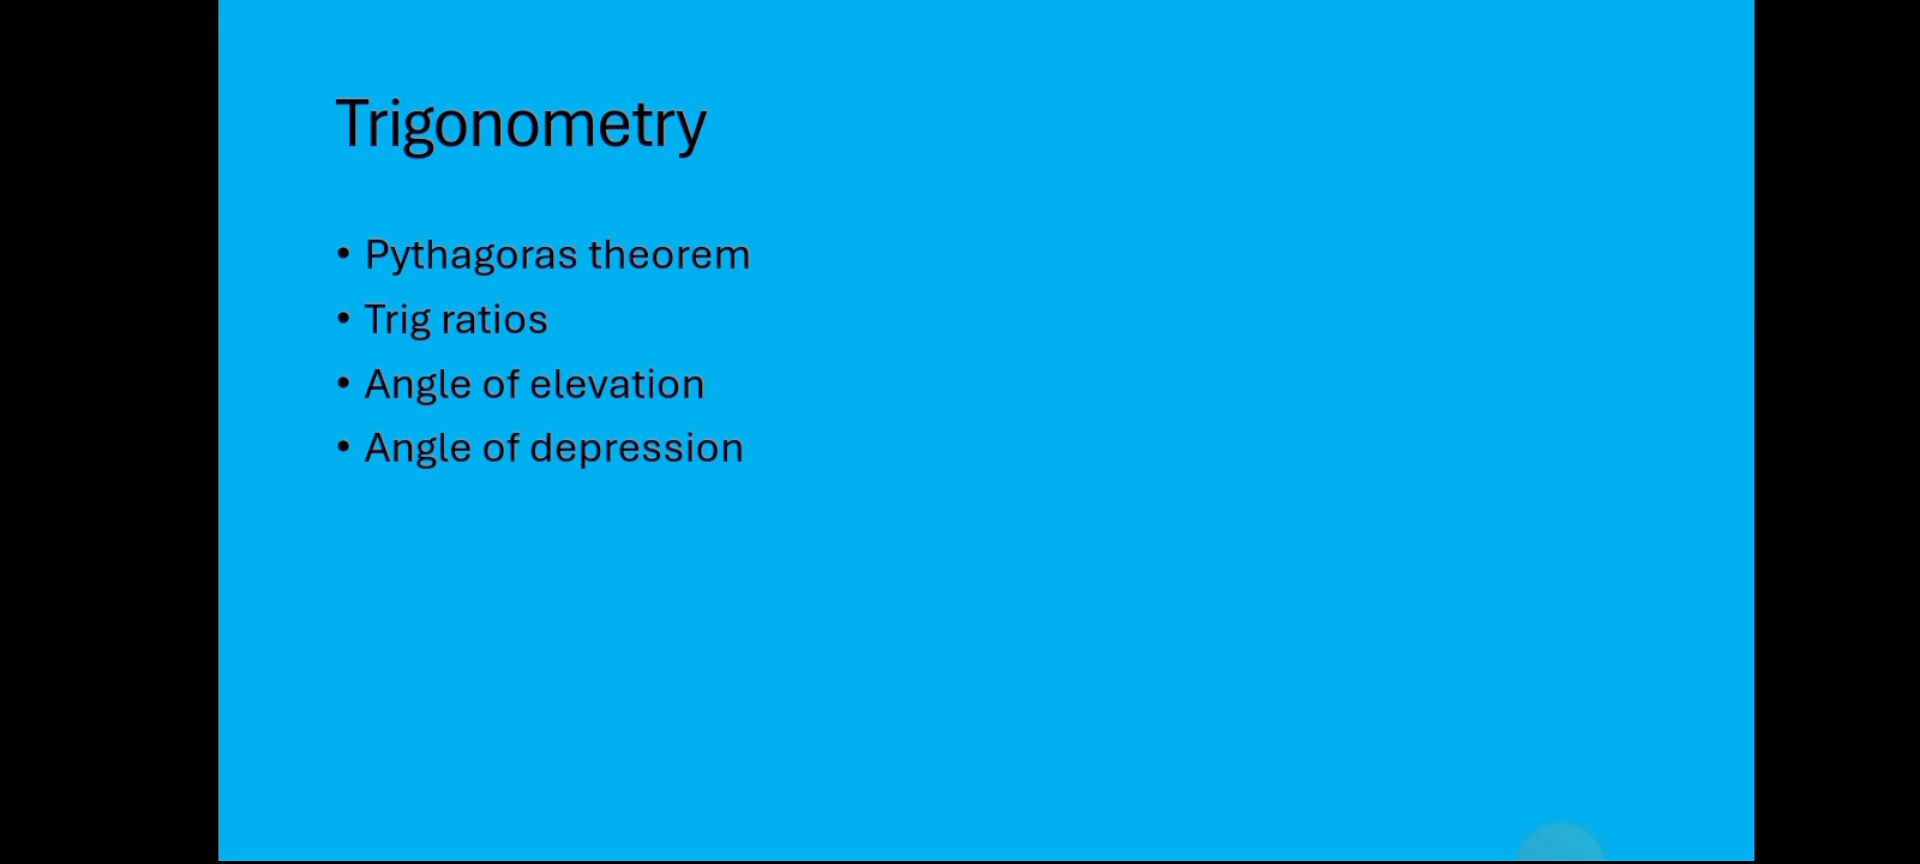 Trigonometry
• Pythagoras theorem
• Trig ratios
• Angle of elevation
• Angle of depression